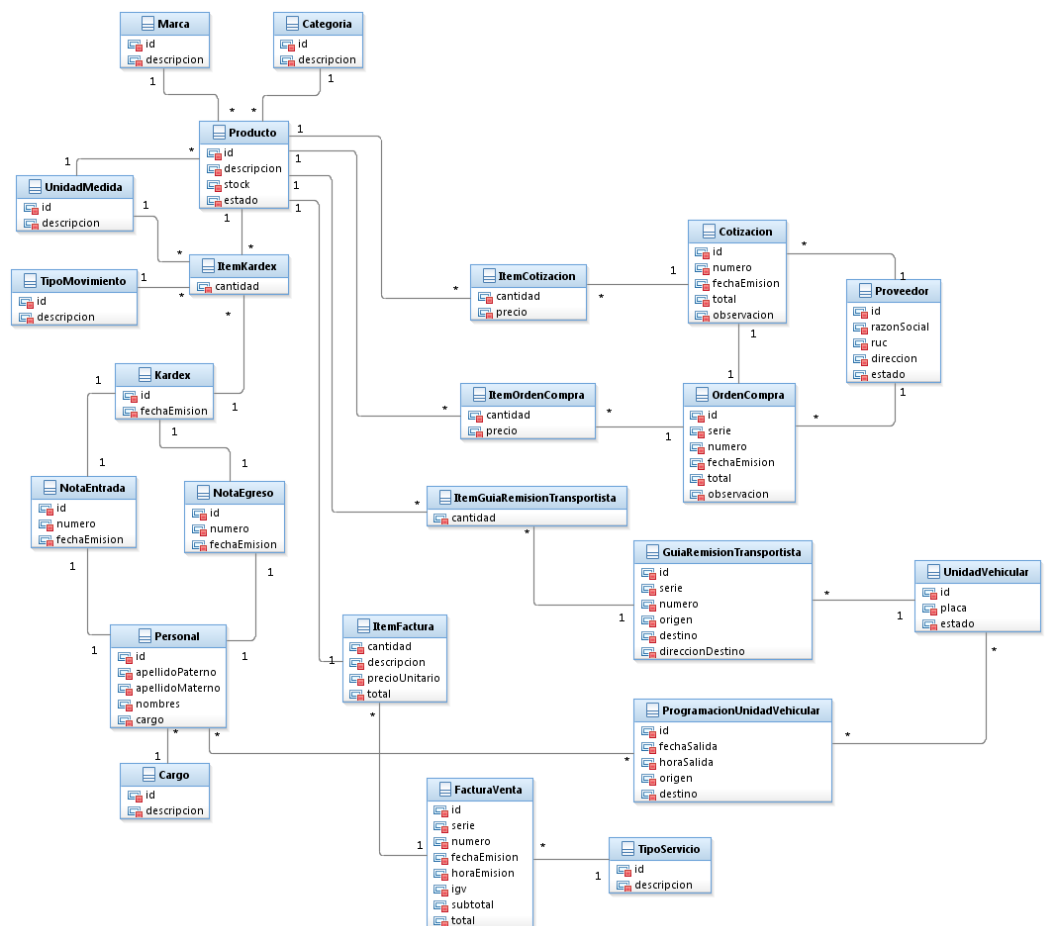 Marca
id
descripcion
Categoria
id
descripcion
1
1
*
*
Producto
id
descripcion
stock
estado
1
1
1
1
1
*
1
UnidadMedida
id
descripcion
1
*
*
ItemKardex
cantidad
TipoMovimiento
id
descripcion
1
*
*
Kardex
id
fechaEmision
1
1
1
1
1
NotaEntrada
id
numero
fechaEmision
NotaEgreso
id
numero
fechaEmision
1
1
1
1
Personal
id
apellidoPaterno
apellidoMaterno
nombres
cargo
*
*
1
Cargo
id
descripcion
ItemCotizacion
cantidad
precio
*
*
1
Cotizacion
id
numero
fechaEmision
total
observacion
*
1
Proveedor
id
razonSocial
ruc
direccion
estado
1
1
1
*
ItemOrdenCompra
cantidad
precio
*
*
1
OrdenCompra
id
serie
numero
fechaEmision
total
observacion
ItemGuiaRemisionTransportista
cantidad
*
*
1
GuiaRemisionTransportista
id
serie
numero
origen
destino
direccionDestino
*
1
UnidadVehicular
id
placa
estado
*
*
ItemFactura
cantidad
descripcion
precioUnitario
total
1
*
ProgramacionUnidadVehicular
id
fechaSalida
horaSalida
origen
destino
*
FacturaVenta
id
serie
numero
fechaEmision
horaEmision
igv
subtotal
total
1
*
1
TipoServicio
id
descripcion